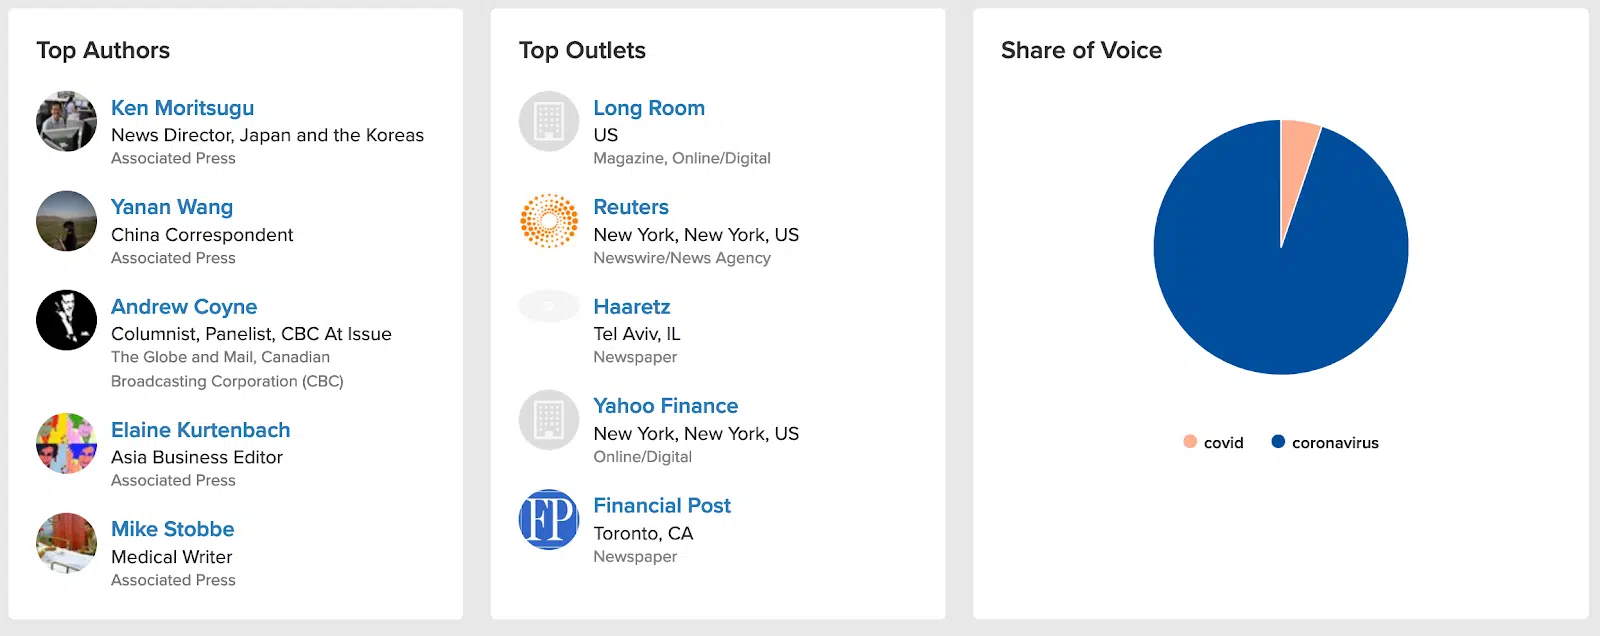 Top Authors
Ken Moritsugu
News Director, Japan and the Koreas
Associated Press
Yanan Wang
China Correspondent
Associated Press
Andrew Coyne
Columnist, Panelist, CBC At Issue
The Globe and Mail, Canadian
Broadcasting Corporation (CBC)
Elaine Kurtenbach
Asia Business Editor
Associated Press
Mike Stobbe
Medical Writer
Associated Press
Top Outlets
Long Room
US
Magazine, Online/Digital
Reuters
New York, New York, US
Newswire/News Agency
Haaretz
Tel Aviv, IL
Newspaper
Yahoo Finance
New York, New York, US
Online/Digital
FP
Financial Post
Toronto, CA
Newspaper
Share of Voice
covid
coronavirus